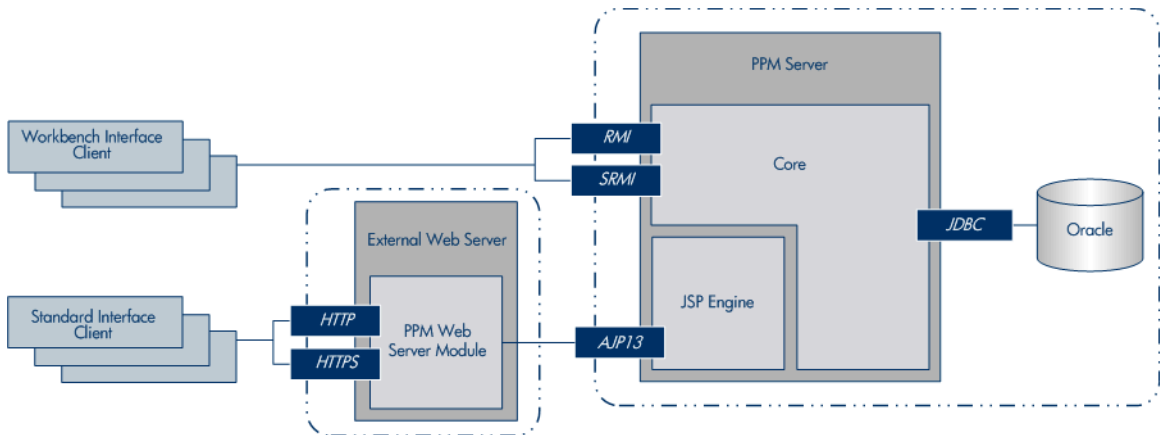 PPM Server
Workbench Interface
Client
RMI
SRMI
Core
External Web Server
JDBC
Oracle
Standard Interface
Client
HTTP
HTTPS
PPM Web
Server Module
AJP13
JSP Engine